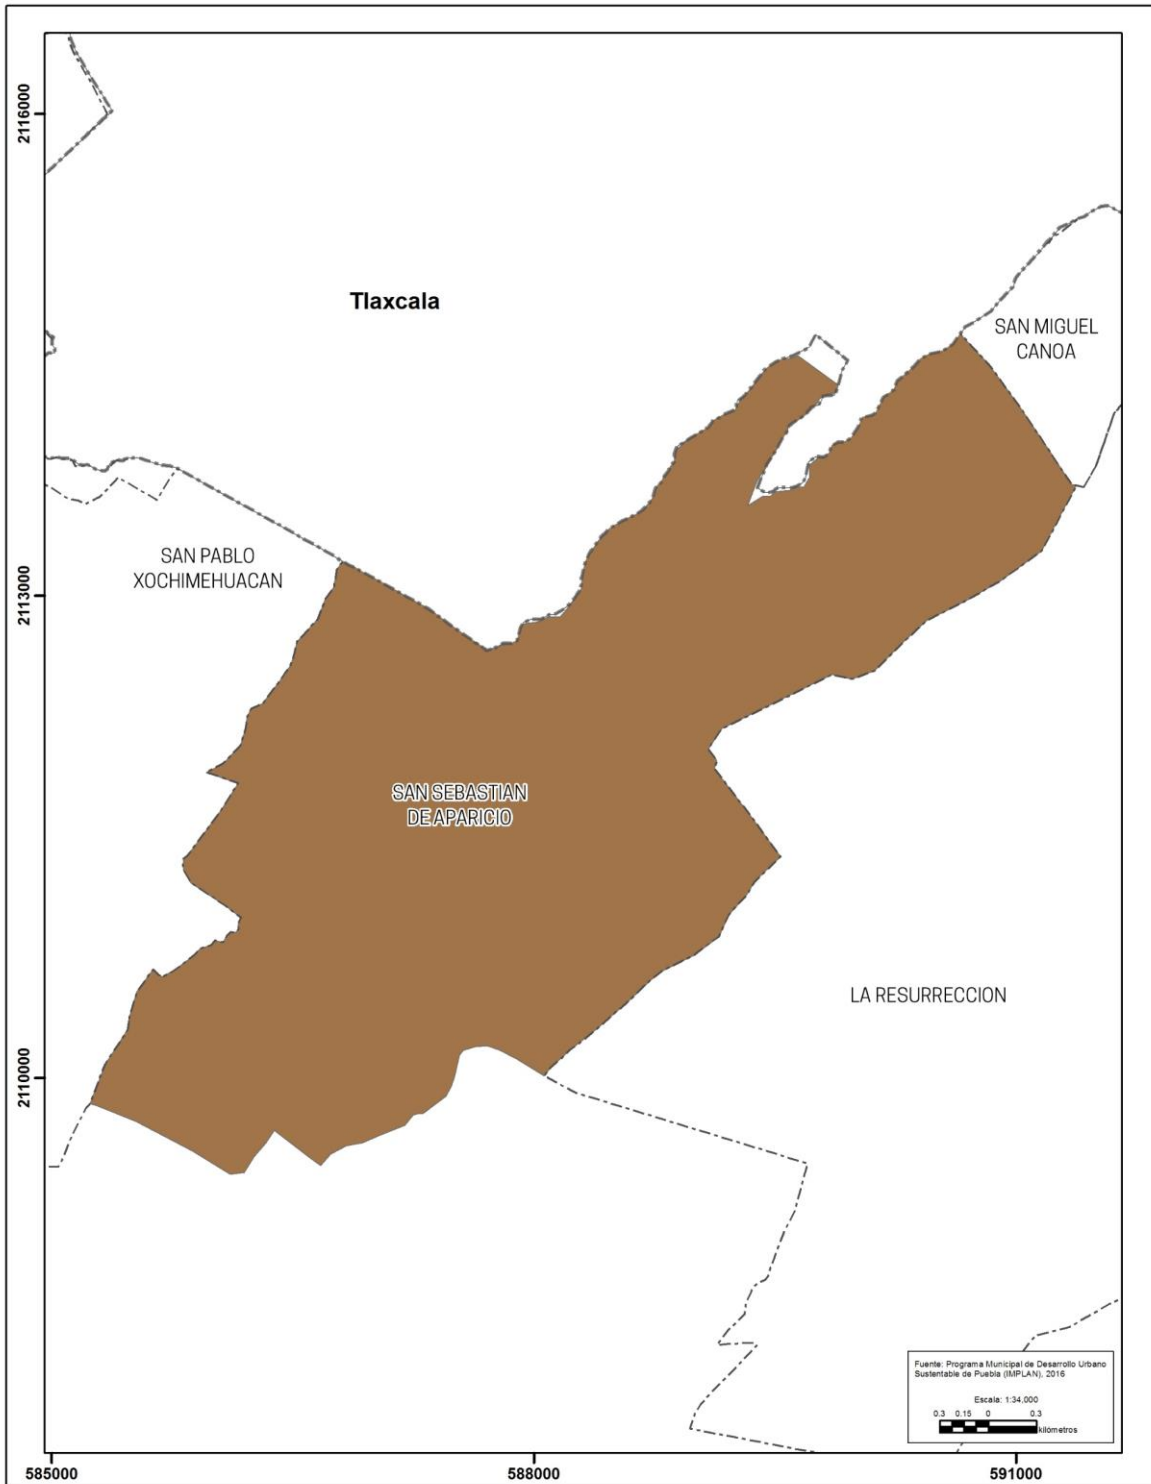 2116000
Tlaxcala
SAN MIGUEL
CANOA
SAN PABLO
XOCHIMEHUACAN
2113000
SAN SEBASTIAN
DE APARICIO
LA RESURRECCION
2110000
Fuente: Programa Municipal de Desarrollo Urbano
Sustentable de Puebla (IMPLAN), 2016
Escala: 1:34,000
0.3 0.15 0 0.3
kilómetros
585000 588000 591000